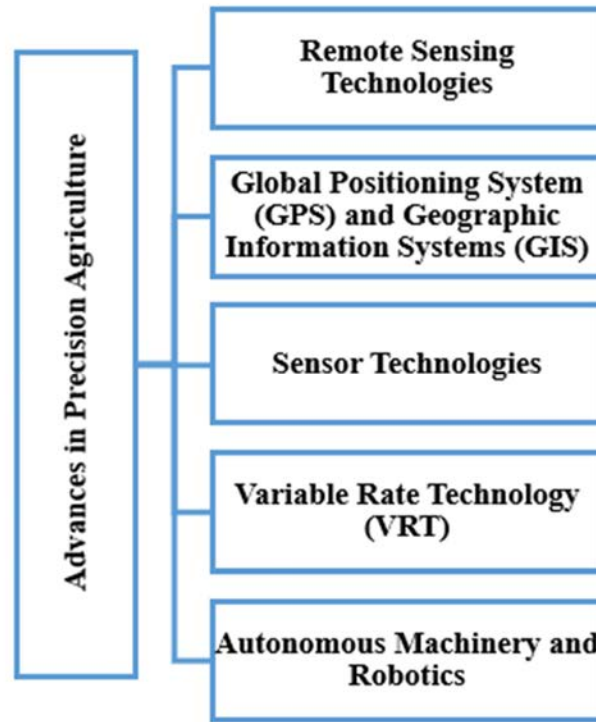 Advances in Precision Agriculture
Remote Sensing
Technologies
Global Positioning System
(GPS) and Geographic
Information Systems (GIS)
Sensor Technologies
Variable Rate Technology
(VRT)
Autonomous Machinery and
Robotics